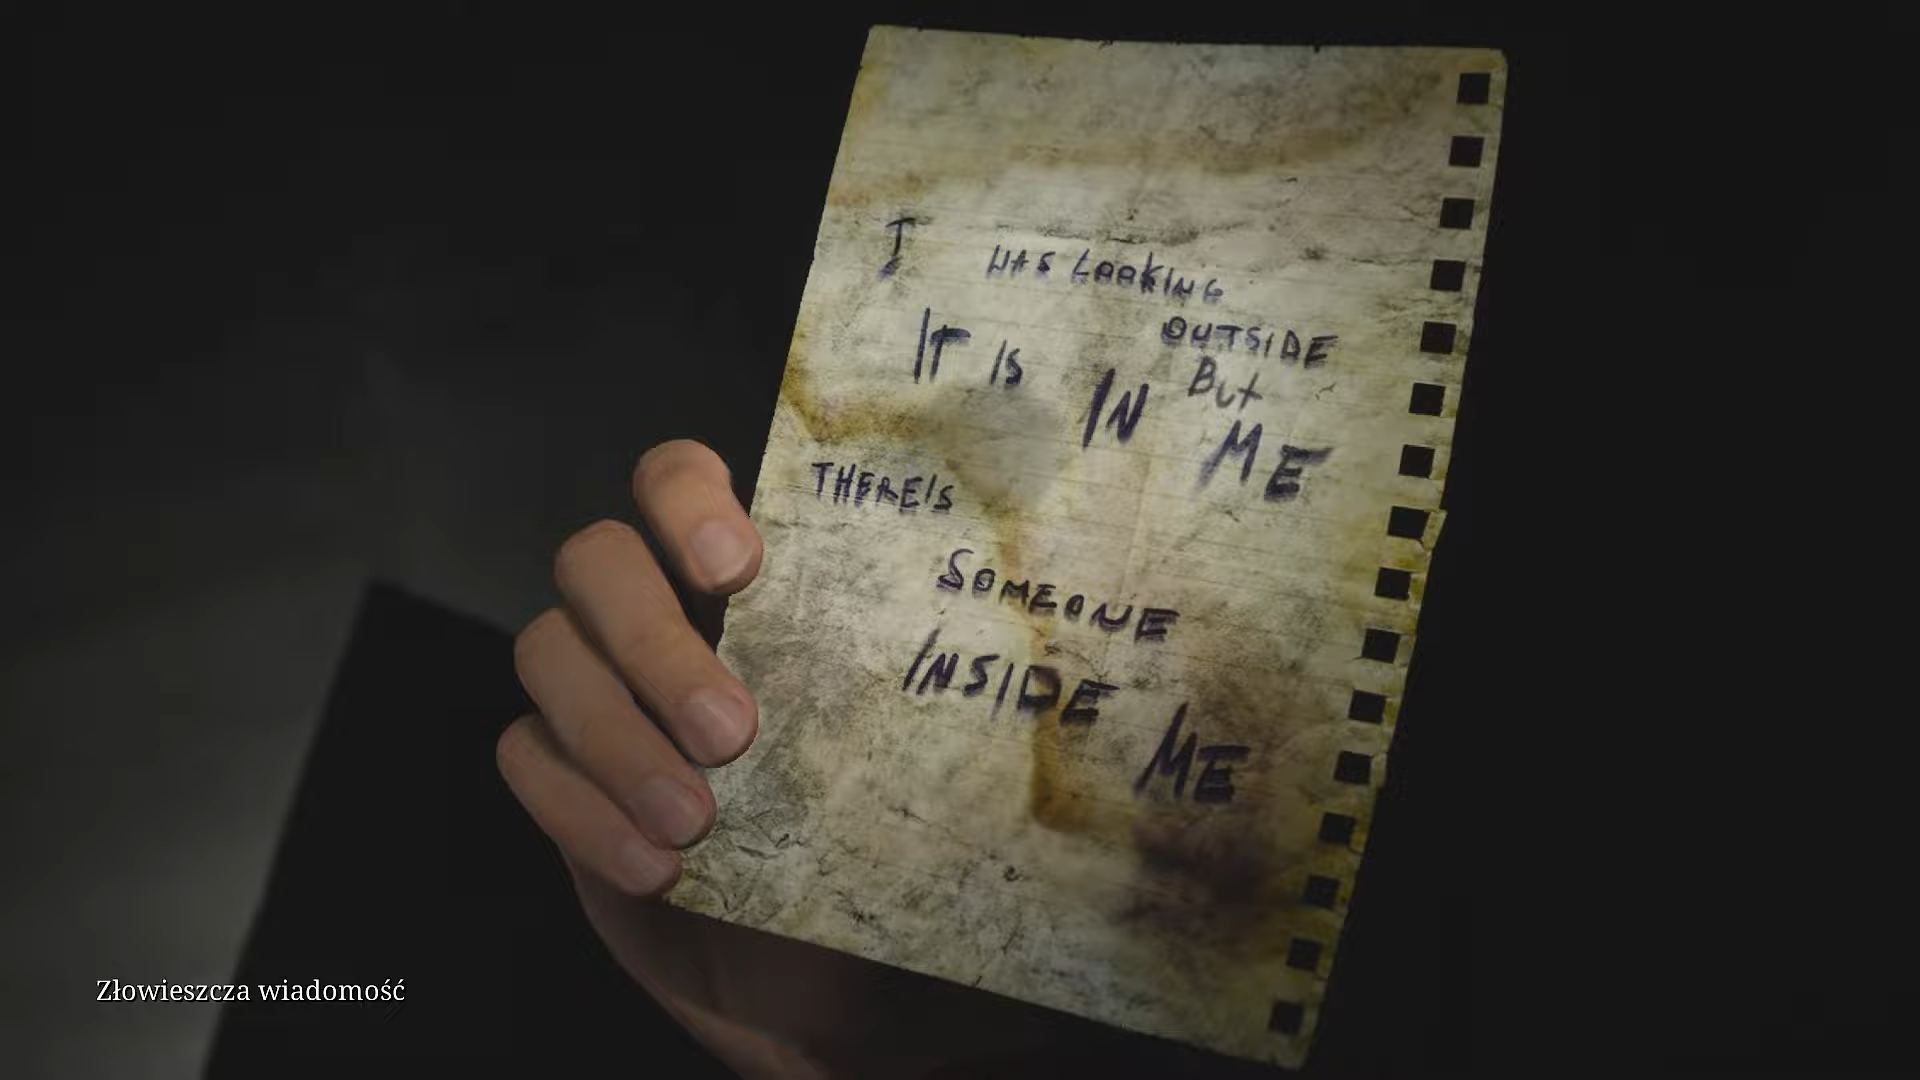 I WAS LOOKING
OUTSIDE
BUt
IT IS IN ME
THERE'S
SOMEONE
INSIDE
ME
Złowieszcza wiadomość